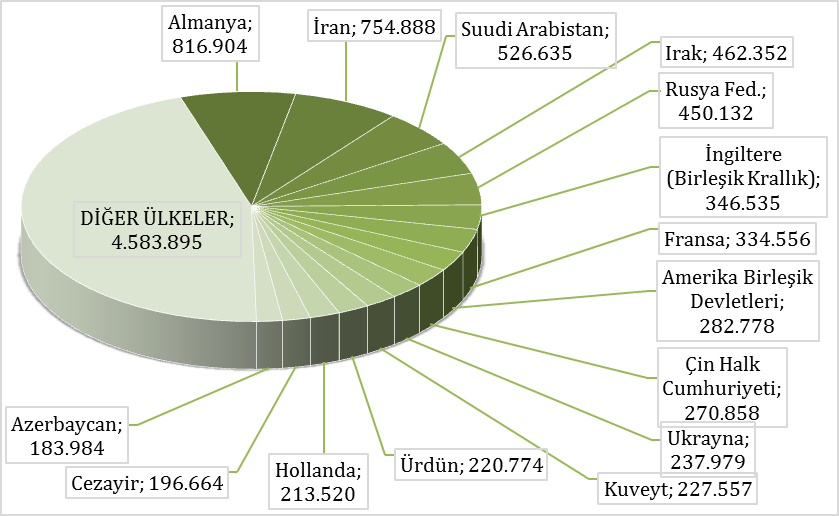 Almanya;
816.904
İran; 754.888
Suudi Arabistan;
526.635
Irak; 462.352
Rusya Fed.;
450.132
İngiltere
(Birleşik Krallık);
346.535
Fransa; 334.556
Amerika Birleşik
Devletleri;
282.778
Çin Halk
Cumhuriyeti;
270.858
Ukrayna;
237.979
Kuveyt; 227.557
Ürdün; 220.774
Hollanda;
213.520
Cezayir; 196.664
Azerbaycan;
183.984
DİĞER ÜLKELER;
4.583.895